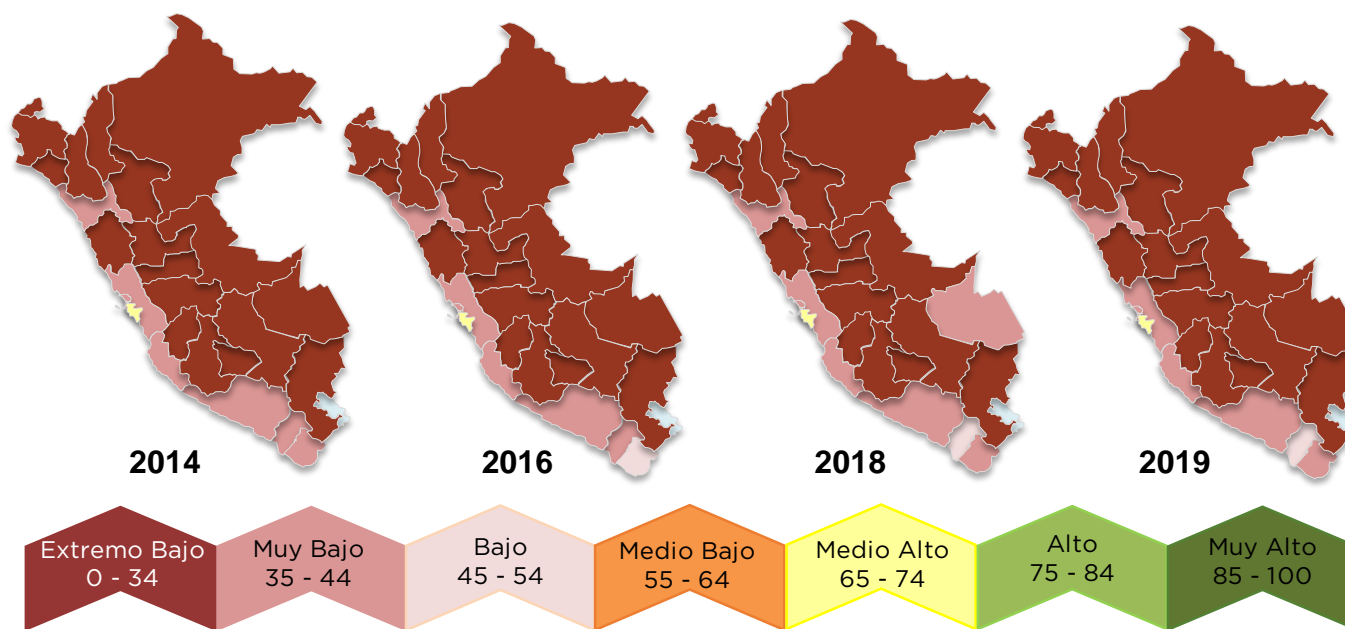 2014
2016
2018
2019
Extremo Bajo
0 - 34
Muy Bajo
35 - 44
Bajo
45 - 54
Medio Bajo
55 - 64
Medio Alto
65 - 74
Alto
75 - 84
Muy Alto
85 - 100